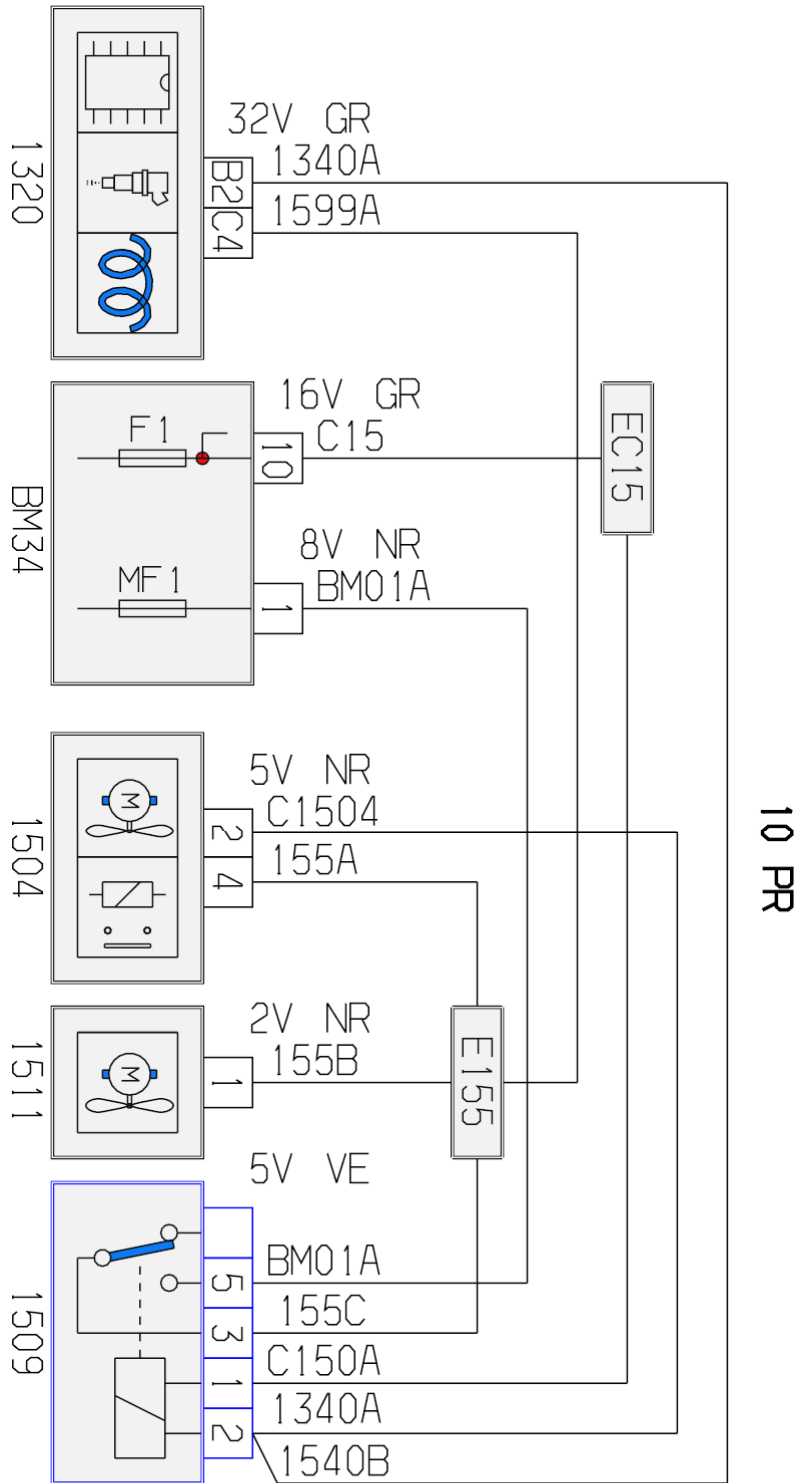 32V GR
1340A
B2
1599A
C4
1320
16V GR
EC15
F1
C15
10
BM34
8V NR
MF1
BM01A
1
10 PR
5V NR
C1504
2
155A
4
M
1504
2V NR
155B
E155
1
M
1511
5V VE
BM01A
5
155C
3
C150A
1
1340A
2
1540B
1509